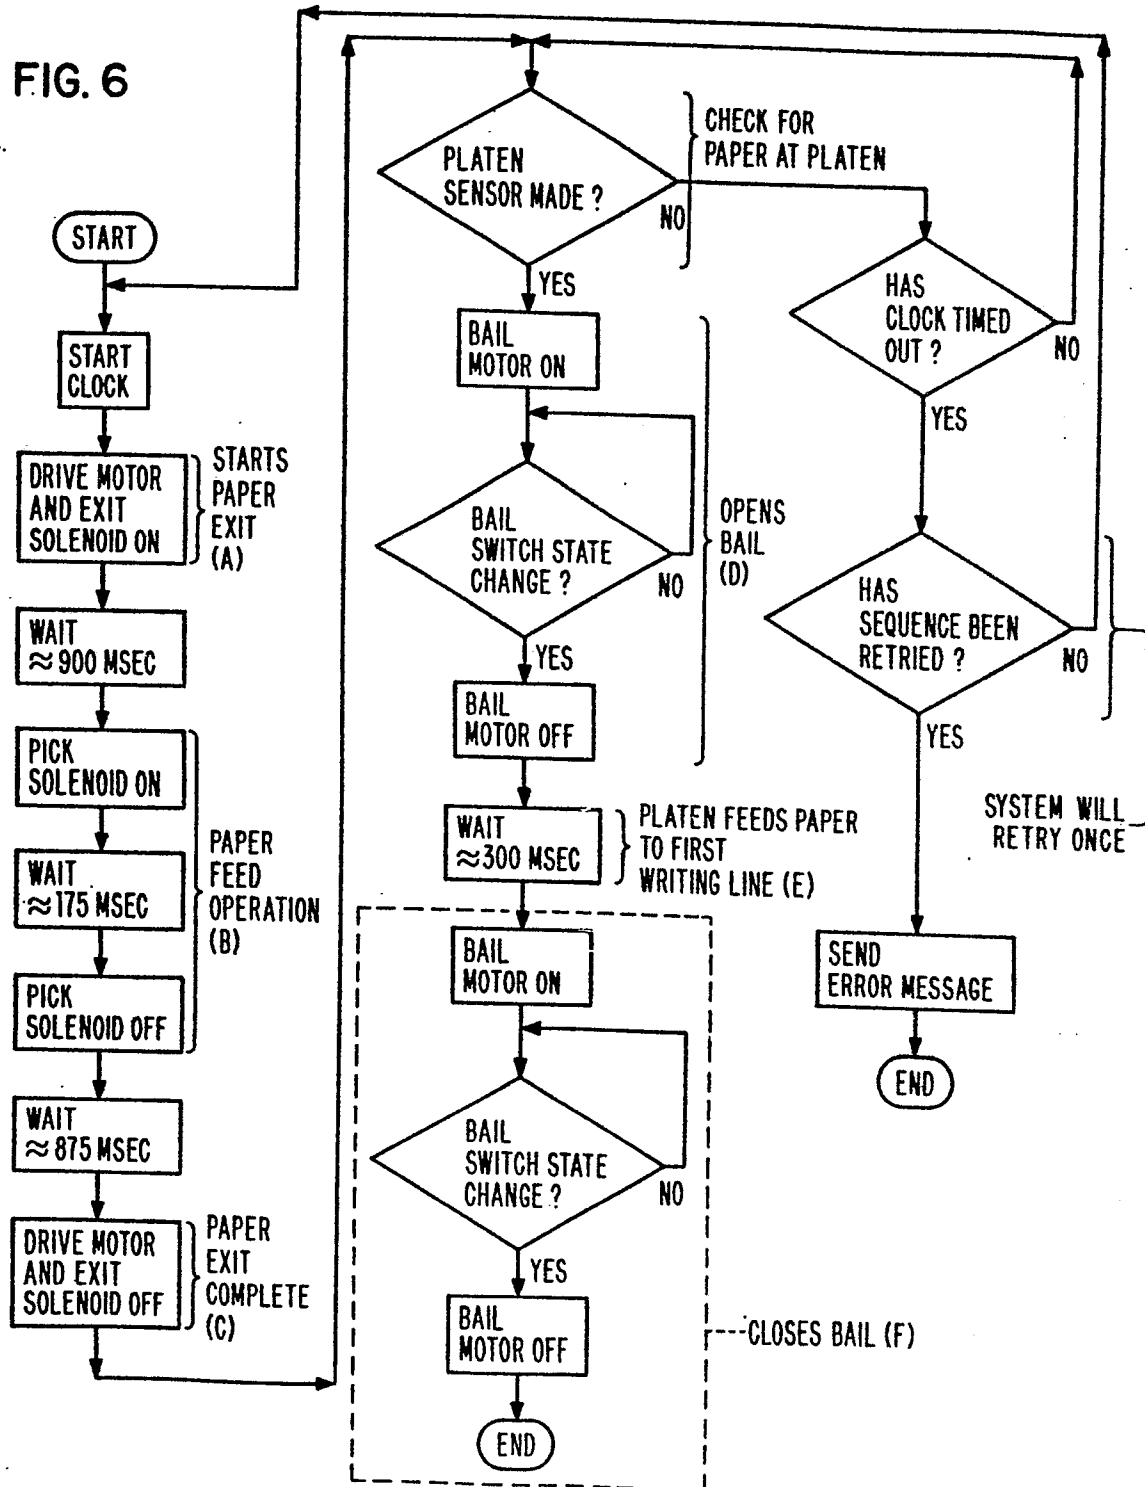 FIG. 6
START
START
CLOCK
DRIVE MOTOR
AND EXIT
SOLENOID ON
STARTS
PAPER
EXIT
(A)
WAIT
≈ 900 MSEC
PICK
SOLENOID ON
WAIT
≈ 175 MSEC
PICK
SOLENOID OFF
PAPER
FEED
OPERATION
(B)
WAIT
≈ 875 MSEC
DRIVE MOTOR
AND EXIT
SOLENOID OFF
PAPER
EXIT
COMPLETE
(C)
PLATEN
SENSOR MADE ?
NO
YES
CHECK FOR
PAPER AT PLATEN
BAIL
MOTOR ON
BAIL
SWITCH STATE
CHANGE ?
NO
YES
BAIL
MOTOR OFF
OPENS
BAIL
(D)
WAIT
≈300 MSEC
PLATEN FEEDS PAPER
TO FIRST
WRITING LINE (E)
BAIL
MOTOR ON
BAIL
SWITCH STATE
CHANGE ?
NO
YES
BAIL
MOTOR OFF
END
CLOSES BAIL (F)
HAS
CLOCK TIMED
OUT ?
NO
YES
HAS
SEQUENCE BEEN
RETRIED ?
NO
YES
SYSTEM WILL
RETRY ONCE
SEND
ERROR MESSAGE
END